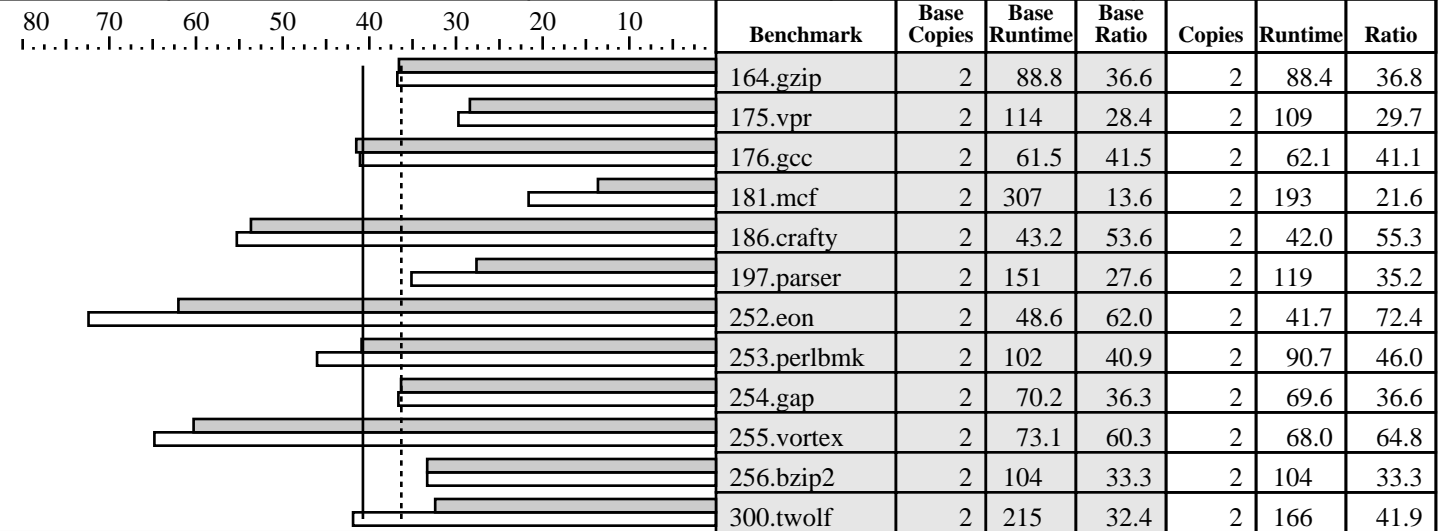 80 70 60 50 40 30 20 10
Benchmark Base Copies Base Runtime Base Ratio Copies Runtime Ratio
164.gzip 2 88.8 36.6 2 88.4 36.8
175.vpr 2 114 28.4 2 109 29.7
176.gcc 2 61.5 41.5 2 62.1 41.1
181.mcf 2 307 13.6 2 193 21.6
186.crafty 2 43.2 53.6 2 42.0 55.3
197.parser 2 151 27.6 2 119 35.2
252.eon 2 48.6 62.0 2 41.7 72.4
253.perlbmk 2 102 40.9 2 90.7 46.0
254.gap 2 70.2 36.3 2 69.6 36.6
255.vortex 2 73.1 60.3 2 68.0 64.8
256.bzip2 2 104 33.3 2 104 33.3
300.twolf 2 215 32.4 2 166 41.9